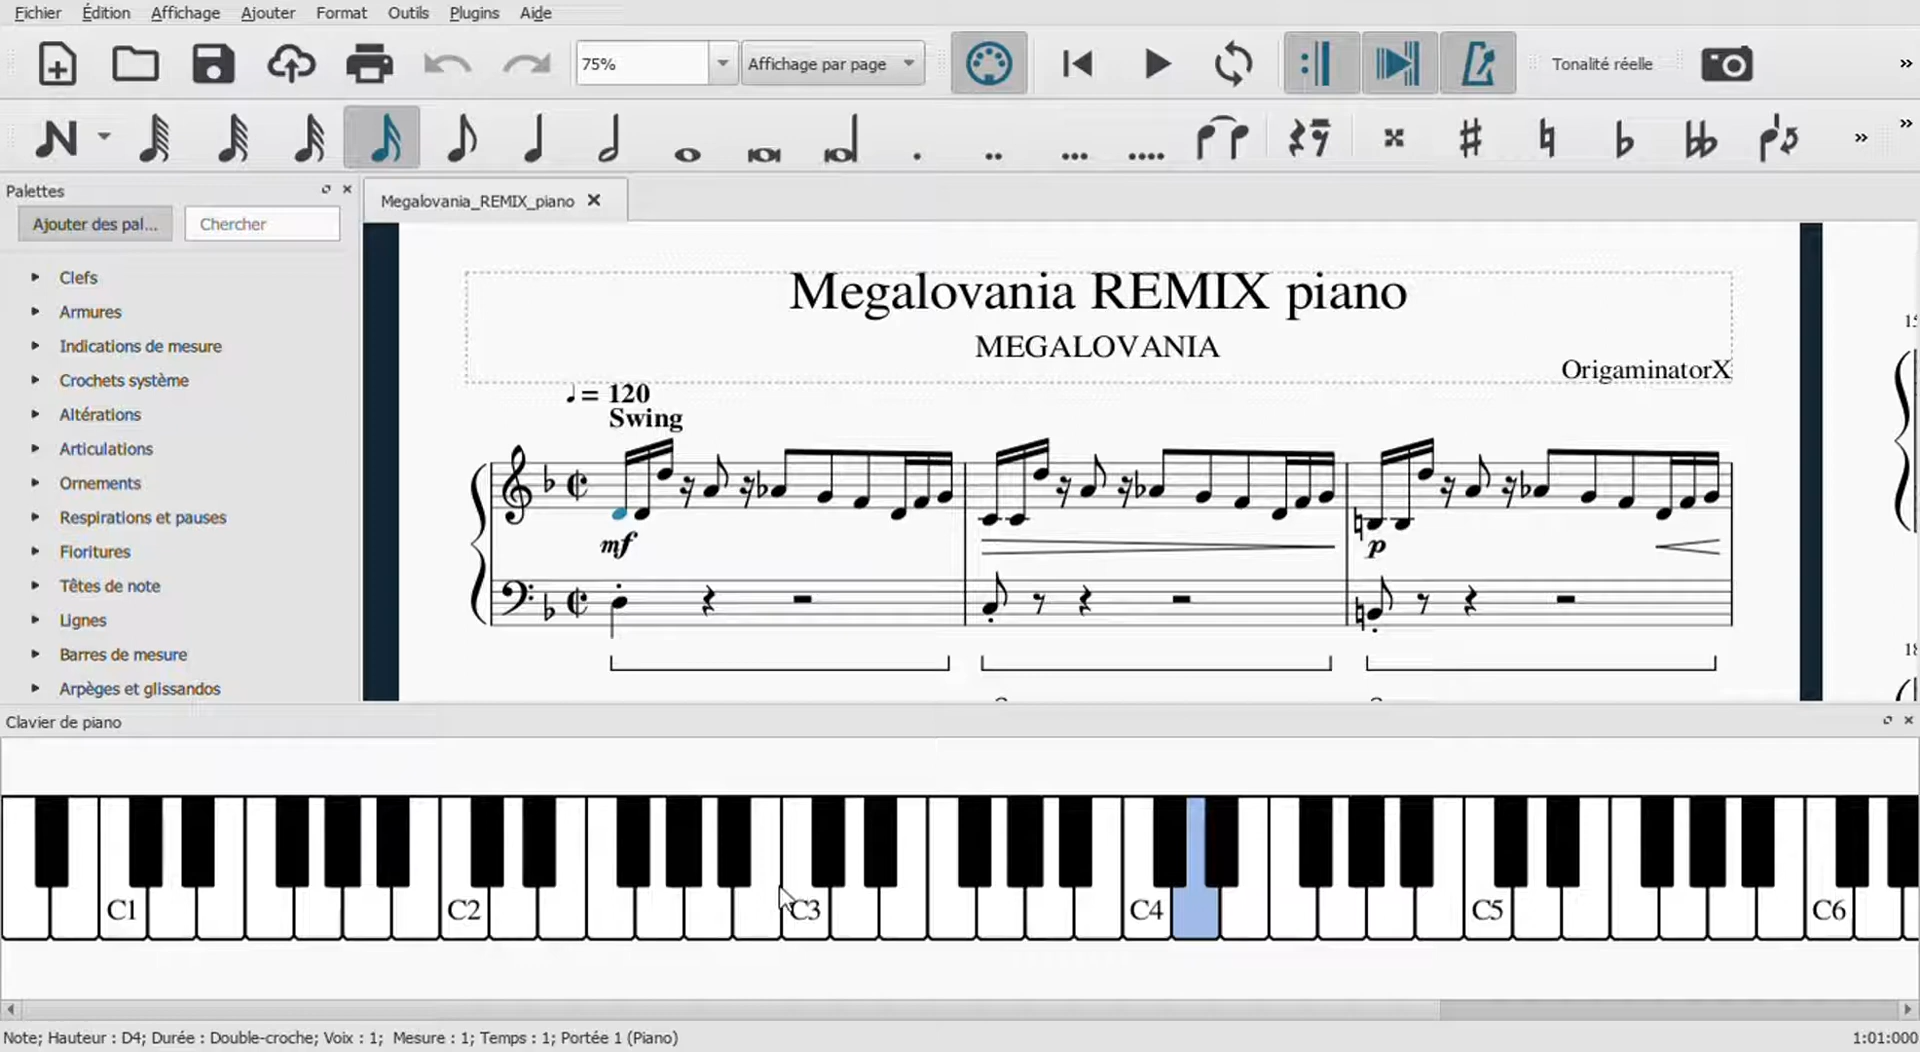 Fichier Édition Affichage Ajouter Format Outils Plugins Aide
75% Affichage par page Tonalité réelle »
» »
Palettes
Megalovania_REMIX_piano
Ajouter des pal... Chercher
Clefs
Armures
Indications de mesure
Crochets système
Altérations
Articulations
Ornements
Respirations et pauses
Fioritures
Têtes de note
Lignes
Barres de mesure
Arpèges et glissandos
Megalovania REMIX piano
MEGALOVANIA
OrigaminatorX
= 120
Swing
mf p
Clavier de piano
C1 C2 C3 C4 C5 C6
Note; Hauteur : D4; Durée : Double-croche; Voix : 1; Mesure : 1; Temps : 1; Portée 1 (Piano) 1:01:000